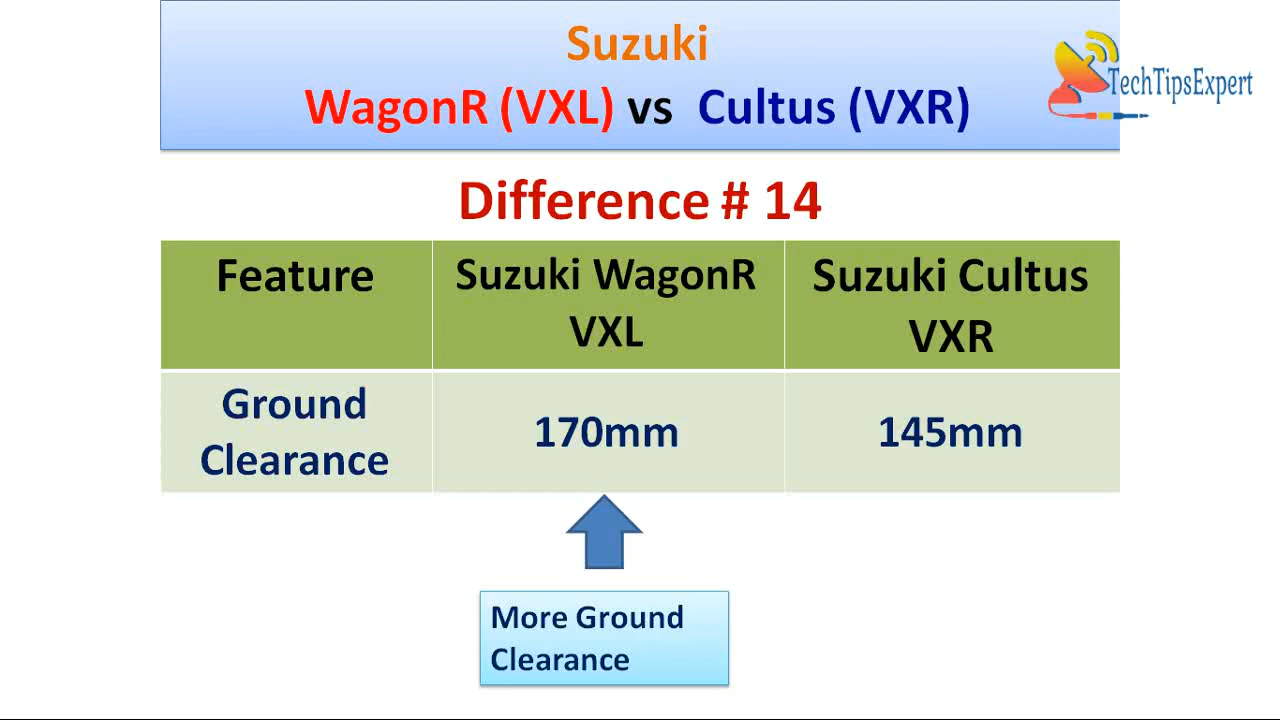 Suzuki
WagonR (VXL) vs Cultus (VXR)
TechTipsExpert
Difference # 14
Feature
Suzuki WagonR
VXL
Suzuki Cultus
VXR
Ground
Clearance
170mm
145mm
More Ground
Clearance